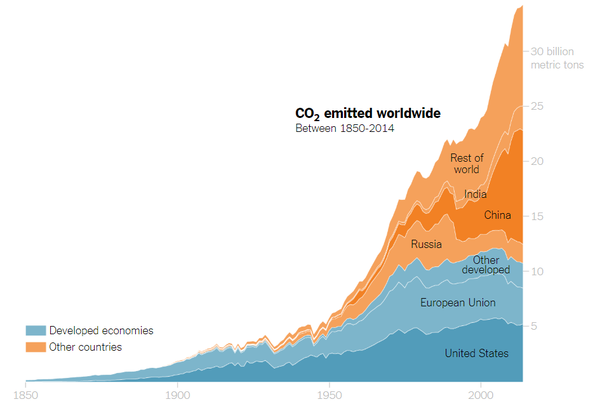 CO2 emitted worldwide
Between 1850-2014
30 billion
metric tons
25
20
15
10
5
Rest of
world
India
China
Russia
Other
developed
European Union
United States
Developed economies
Other countries
1850
1900
1950
2000